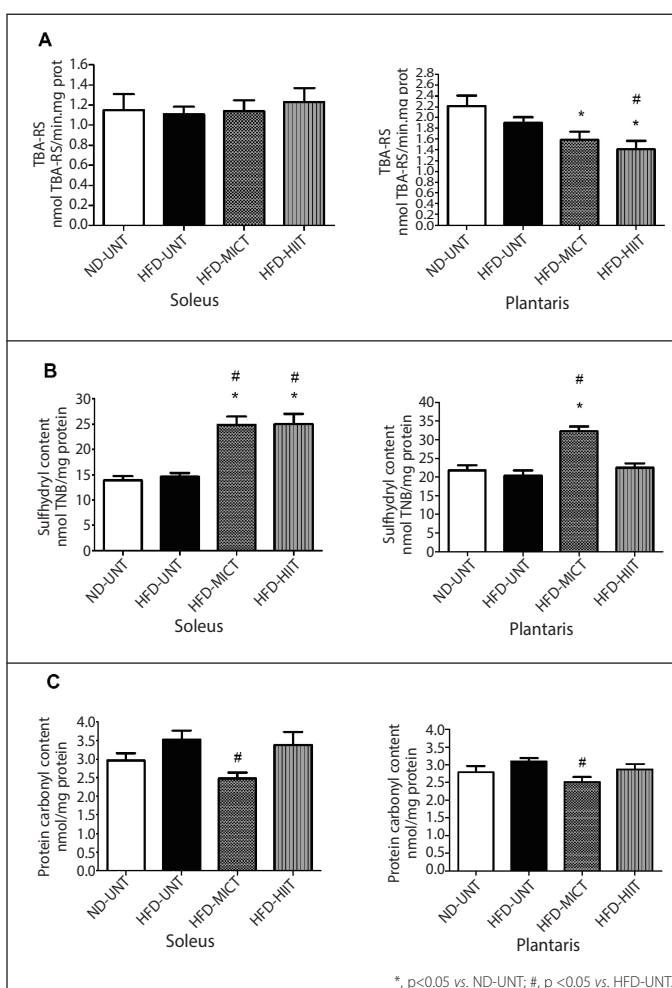 A
TBA-RS
nmol TBA-RS/min.mg prot
1.6
1.4
1.2
1.0
0.8
0.6
0.4
0.2
0.0
ND-UNT
HFD-UNT
HFD-MICT
HFD-HIIT
Soleus
TBA-RS
nmol TBA-RS/min.mg prot
2.8
2.6
2.2
2.0
1.8
1.6
1.4
1.2
1.0
0.8
0.6
0.4
0.2
0.0
*
#
*
ND-UNT
HFD-UNT
HFD-MICT
HFD-HIIT
Plantaris
B
Sulfhydryl content
nmol TNB/mg protein
30
25
20
15
10
5
0
#
*
#
*
ND-UNT
HFD-UNT
HFD-MICT
HFD-HIIT
Soleus
Sulfhydryl content
nmol TNB/mg protein
40
35
30
25
20
15
10
5
0
#
*
ND-UNT
HFD-UNT
HFD-MICT
HFD-HIIT
Plantaris
C
Protein carbonyl content
nmol/mg protein
4.0
3.5
3.0
2.5
2.0
1.5
1.0
0.5
0.0
#
ND-UNT
HFD-UNT
HFD-MICT
HFD-HIIT
Soleus
Protein carbonyl content
nmol/mg protein
4.0
3.5
3.0
2.5
2.0
1.5
1.0
0.5
0.0
#
ND-UNT
HFD-UNT
HFD-MICT
HFD-HIIT
Plantaris
*, p<0.05 vs. ND-UNT; #, p <0.05 vs. HFD-UNT